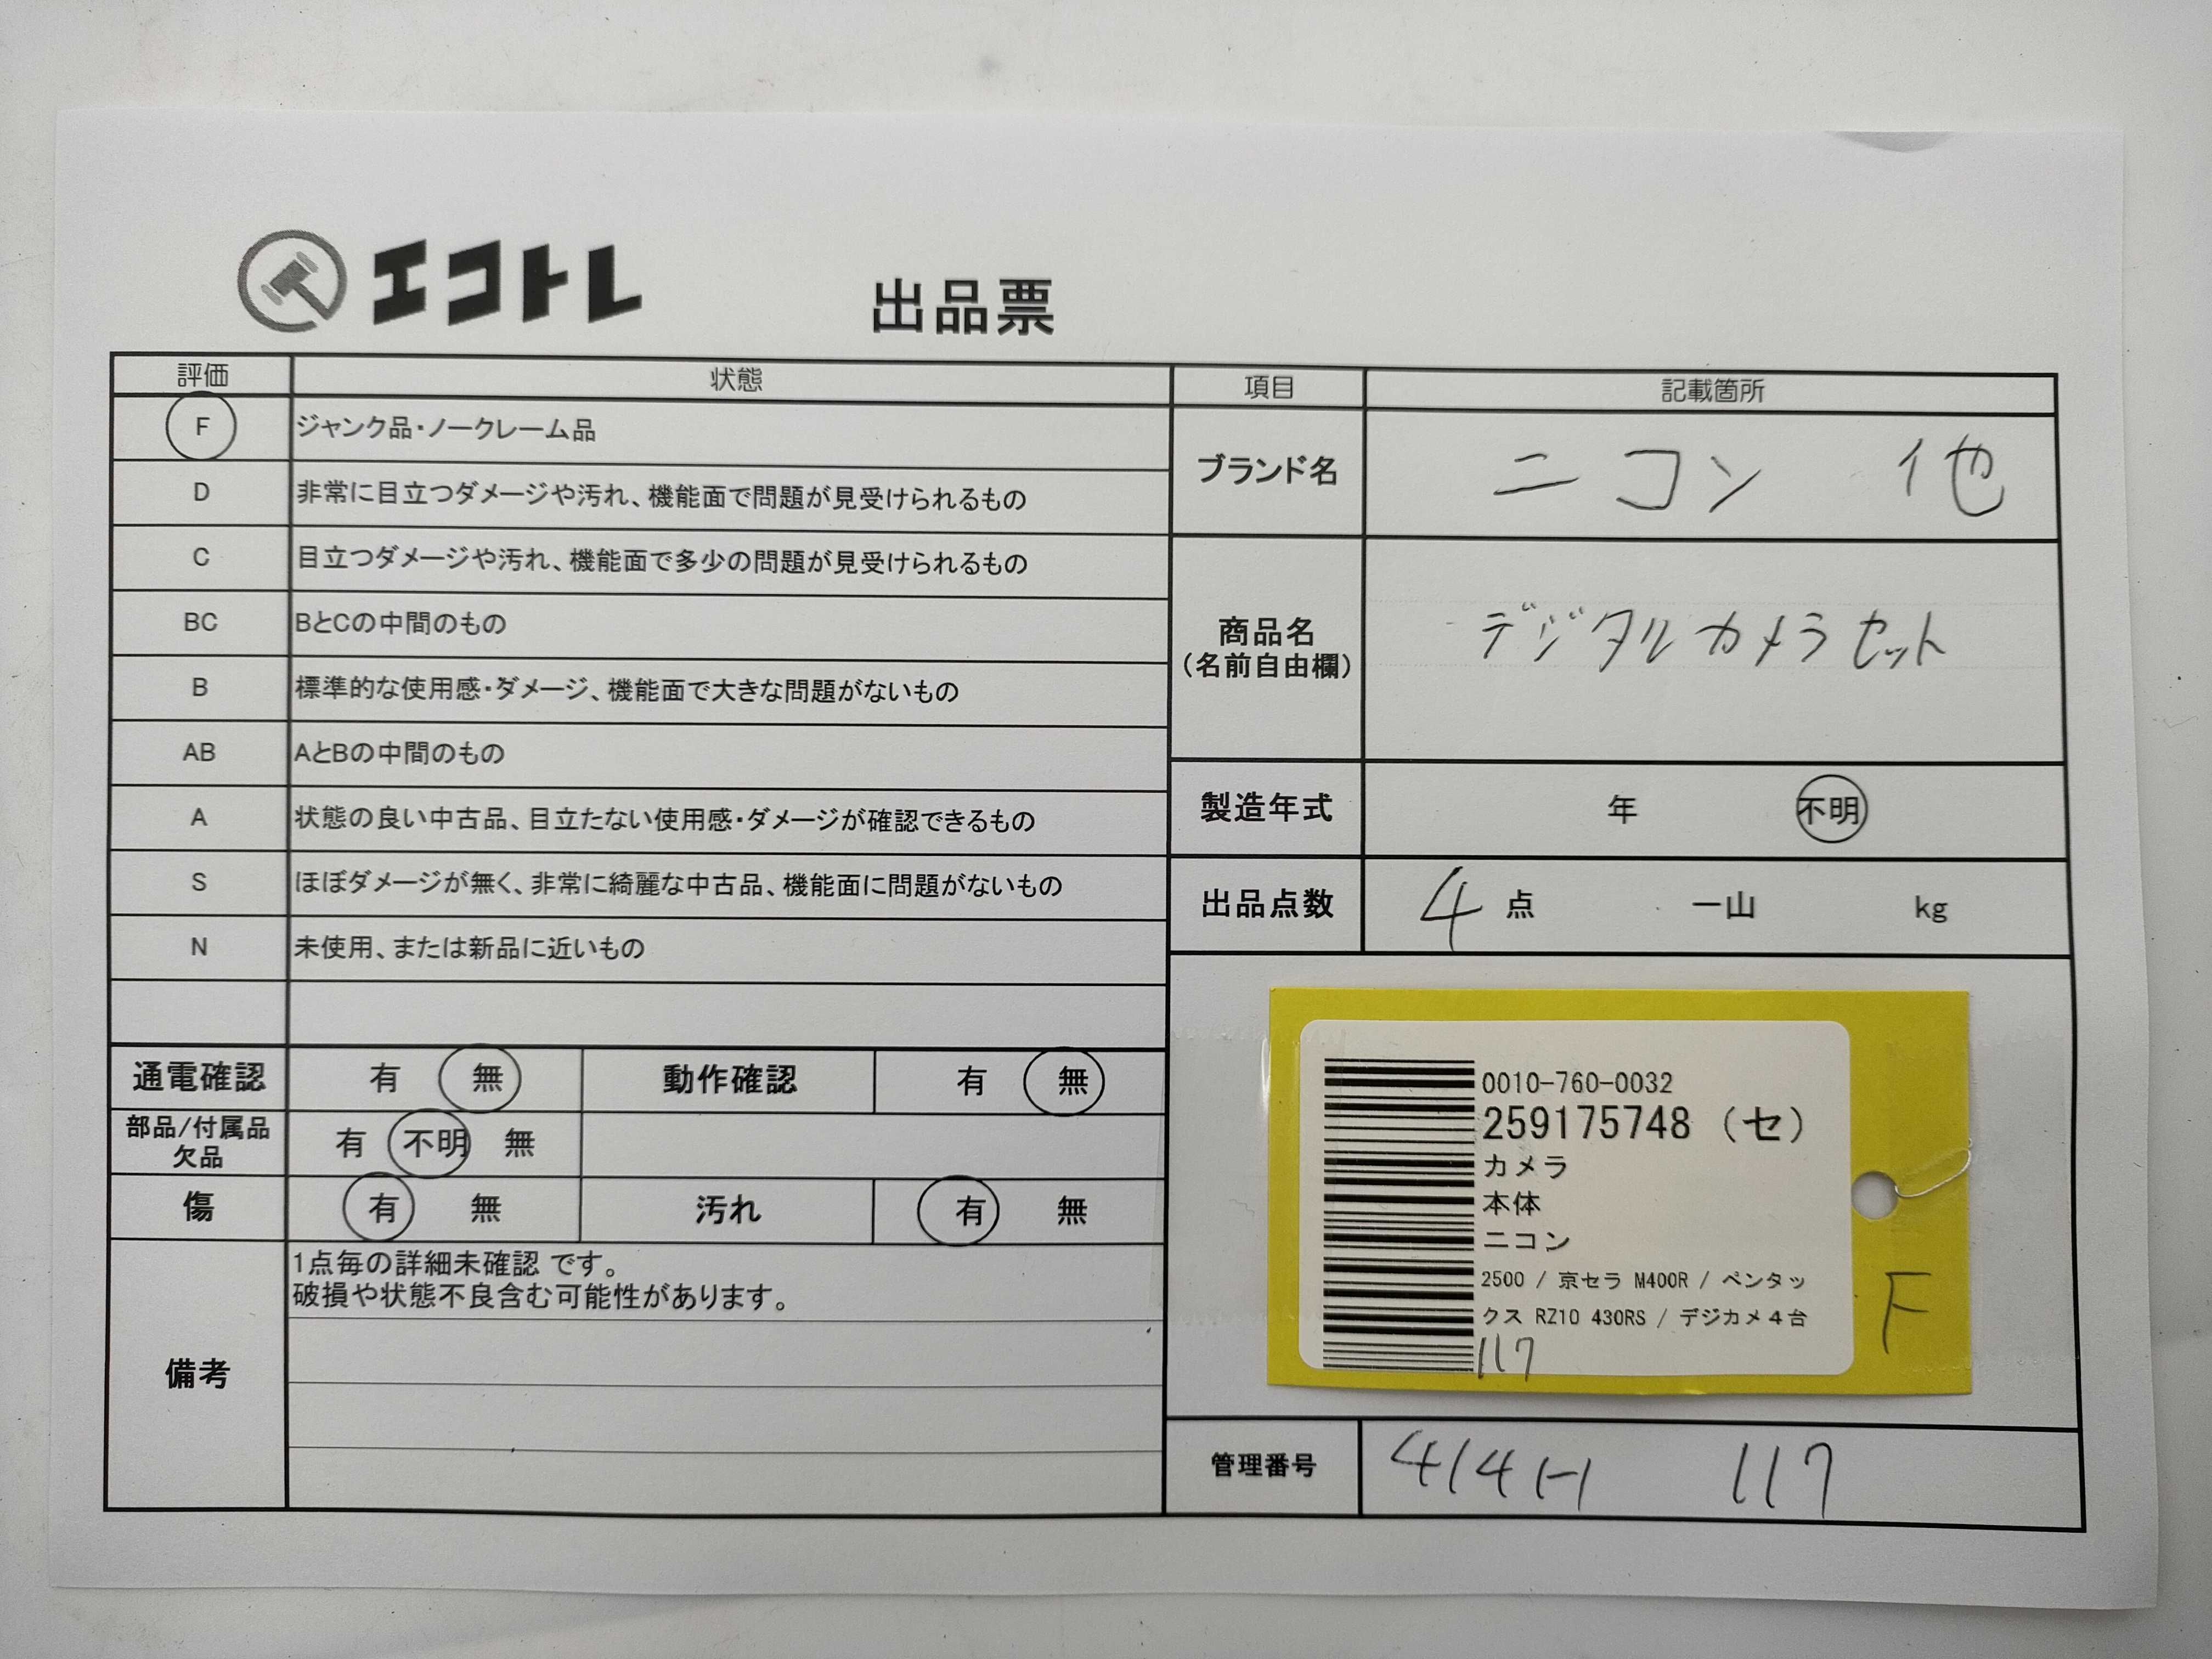 エコトレ
出品票
評価 状態
F ジャンク品・ノークレーム品
D 非常に目立つダメージや汚れ、機能面で問題が見受けられるもの
C 目立つダメージや汚れ、機能面で多少の問題が見受けられるもの
BC BとCの中間のもの
B 標準的な使用感・ダメージ、機能面で大きな問題がないもの
AB AとBの中間のもの
A 状態の良い中古品、目立たない使用感・ダメージが確認できるもの
S ほぼダメージが無く、非常に綺麗な中古品、機能面に問題がないもの
N 未使用、または新品に近いもの
通電確認 有 無 動作確認 有 無
部品/付属品
欠品 有 不明 無
傷 有 無 汚れ 有 無
備考
1点毎の詳細未確認 です。
破損や状態不良含む可能性があります。
項目 記載箇所
ブランド名 ニコン 他
商品名
(名前自由欄)
デジタルカメラセット
製造年式 年 不明
出品点数 4 点 一山 kg
0010-760-0032
259175748 (セ)
カメラ
本体
ニコン
2500 / 京セラ M400R / ペンタッ
クス RZ10 430RS / デジカメ4台
117
F
管理番号 414H 117